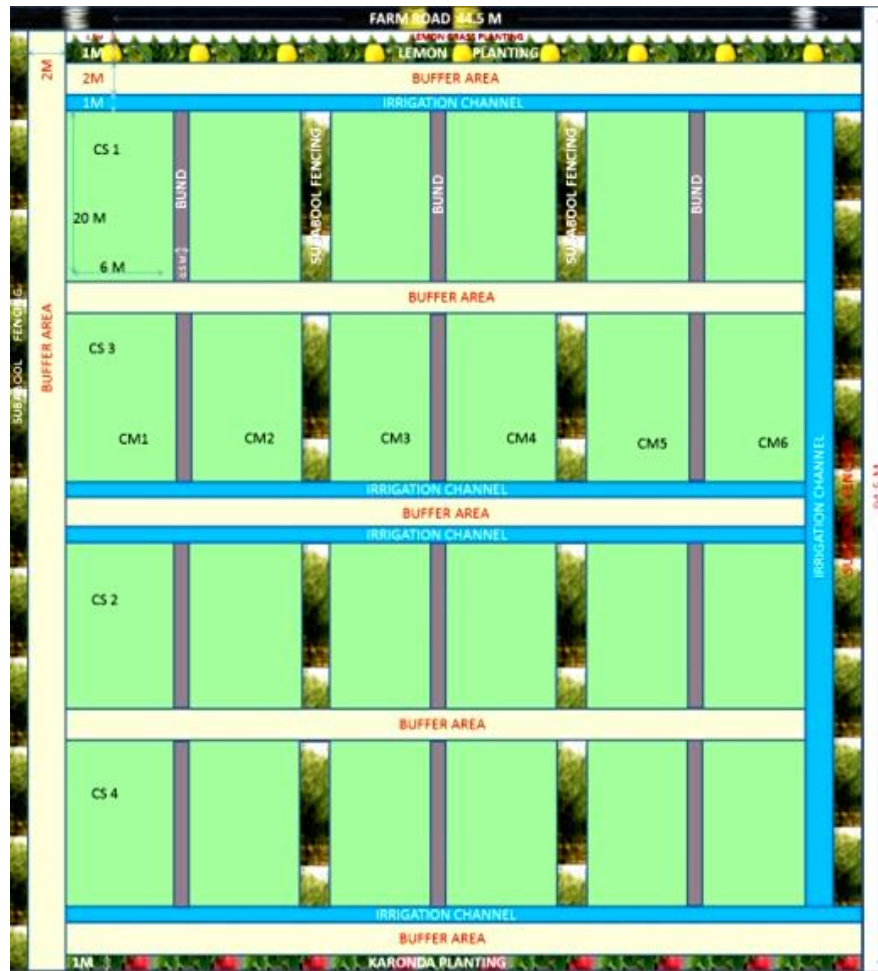 FARM ROAD 44.5 M
LEMON GRASS PLANTING
1M LEMON PLANTING
2M
2M BUFFER AREA
1M IRRIGATION CHANNEL
CS 1
BUND
SUBABOOL FENCING
BUND
SUBABOOL FENCING
BUND
20 M
6 M
0.5 M
BUFFER AREA
SUBABOOL FENCING
BUFFER AREA
CS 3
CM1 CM2 CM3 CM4 CM5 CM6
IRRIGATION CHANNEL
BUFFER AREA
IRRIGATION CHANNEL
IRRIGATION CHANNEL
CS 2
BUFFER AREA
CS 4
IRRIGATION CHANNEL
BUFFER AREA
1M KARONDA PLANTING